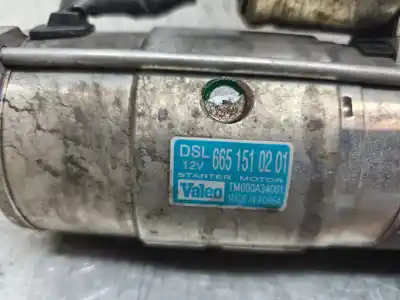 DSL 665 151 02 01
12V
STARTER MOTOR
Valeo TM000A34001
MADE IN KOREA